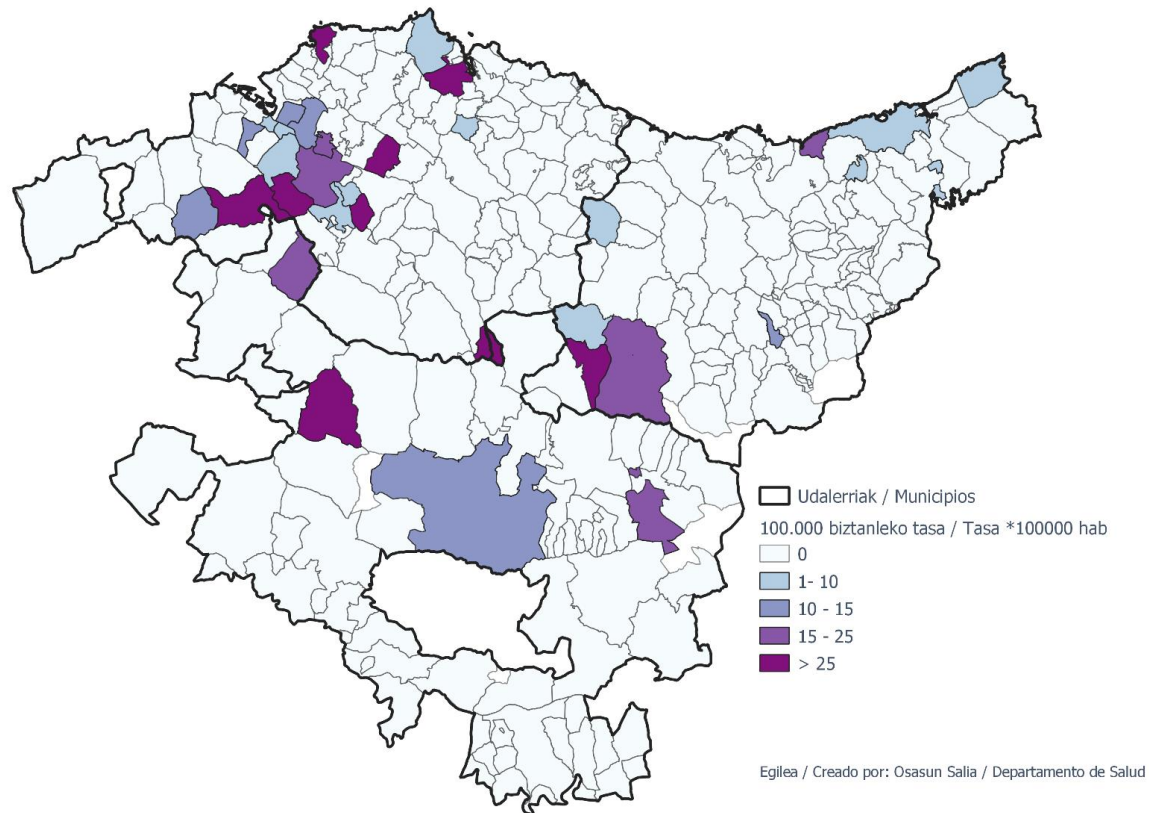 Udalerriak / Municipios
100.000 biztanleko tasa / Tasa *100000 hab
0
1- 10
10 - 15
15 - 25
> 25
Egilea / Creado por: Osasun Salia / Departamento de Salud